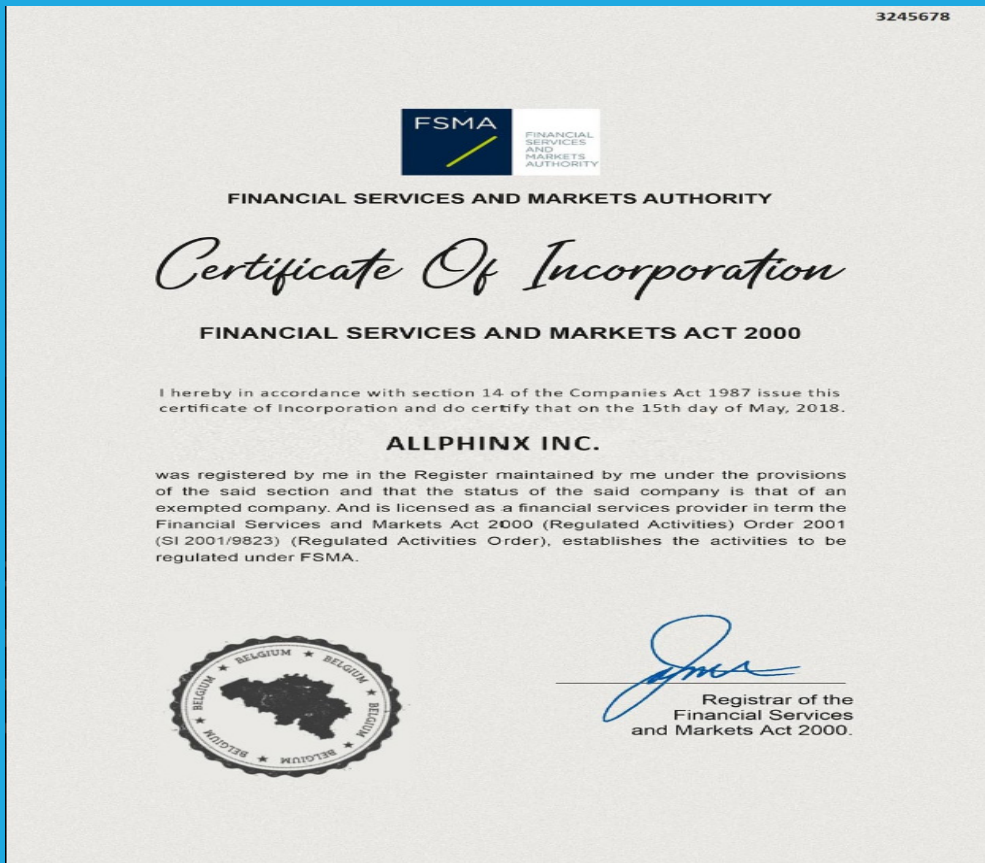 3245678
FSMA
FINANCIAL
SERVICES
AND
MARKETS
AUTHORITY
FINANCIAL SERVICES AND MARKETS AUTHORITY
Certificate Of Incorporation
FINANCIAL SERVICES AND MARKETS ACT 2000
I hereby in accordance with section 14 of the Companies Act 1987 issue this
certificate of Incorporation and do certify that on the 15th day of May, 2018.
ALLPHINX INC.
was registered by me in the Register maintained by me under the provisions
of the said section and that the status of the said company is that of an
exempted company. And is licensed as a financial services provider in term the
Financial Services and Markets Act 2000 (Regulated Activities) Order 2001
(SI 2001/9823) (Regulated Activities Order), establishes the activities to be
regulated under FSMA.
BELGIUM ★ BELGIUM ★ BELGIUM ★ BELGIUM ★ BELGIUM ★ BELGIUM ★ BELGIUM ★
Registrar of the
Financial Services
and Markets Act 2000.